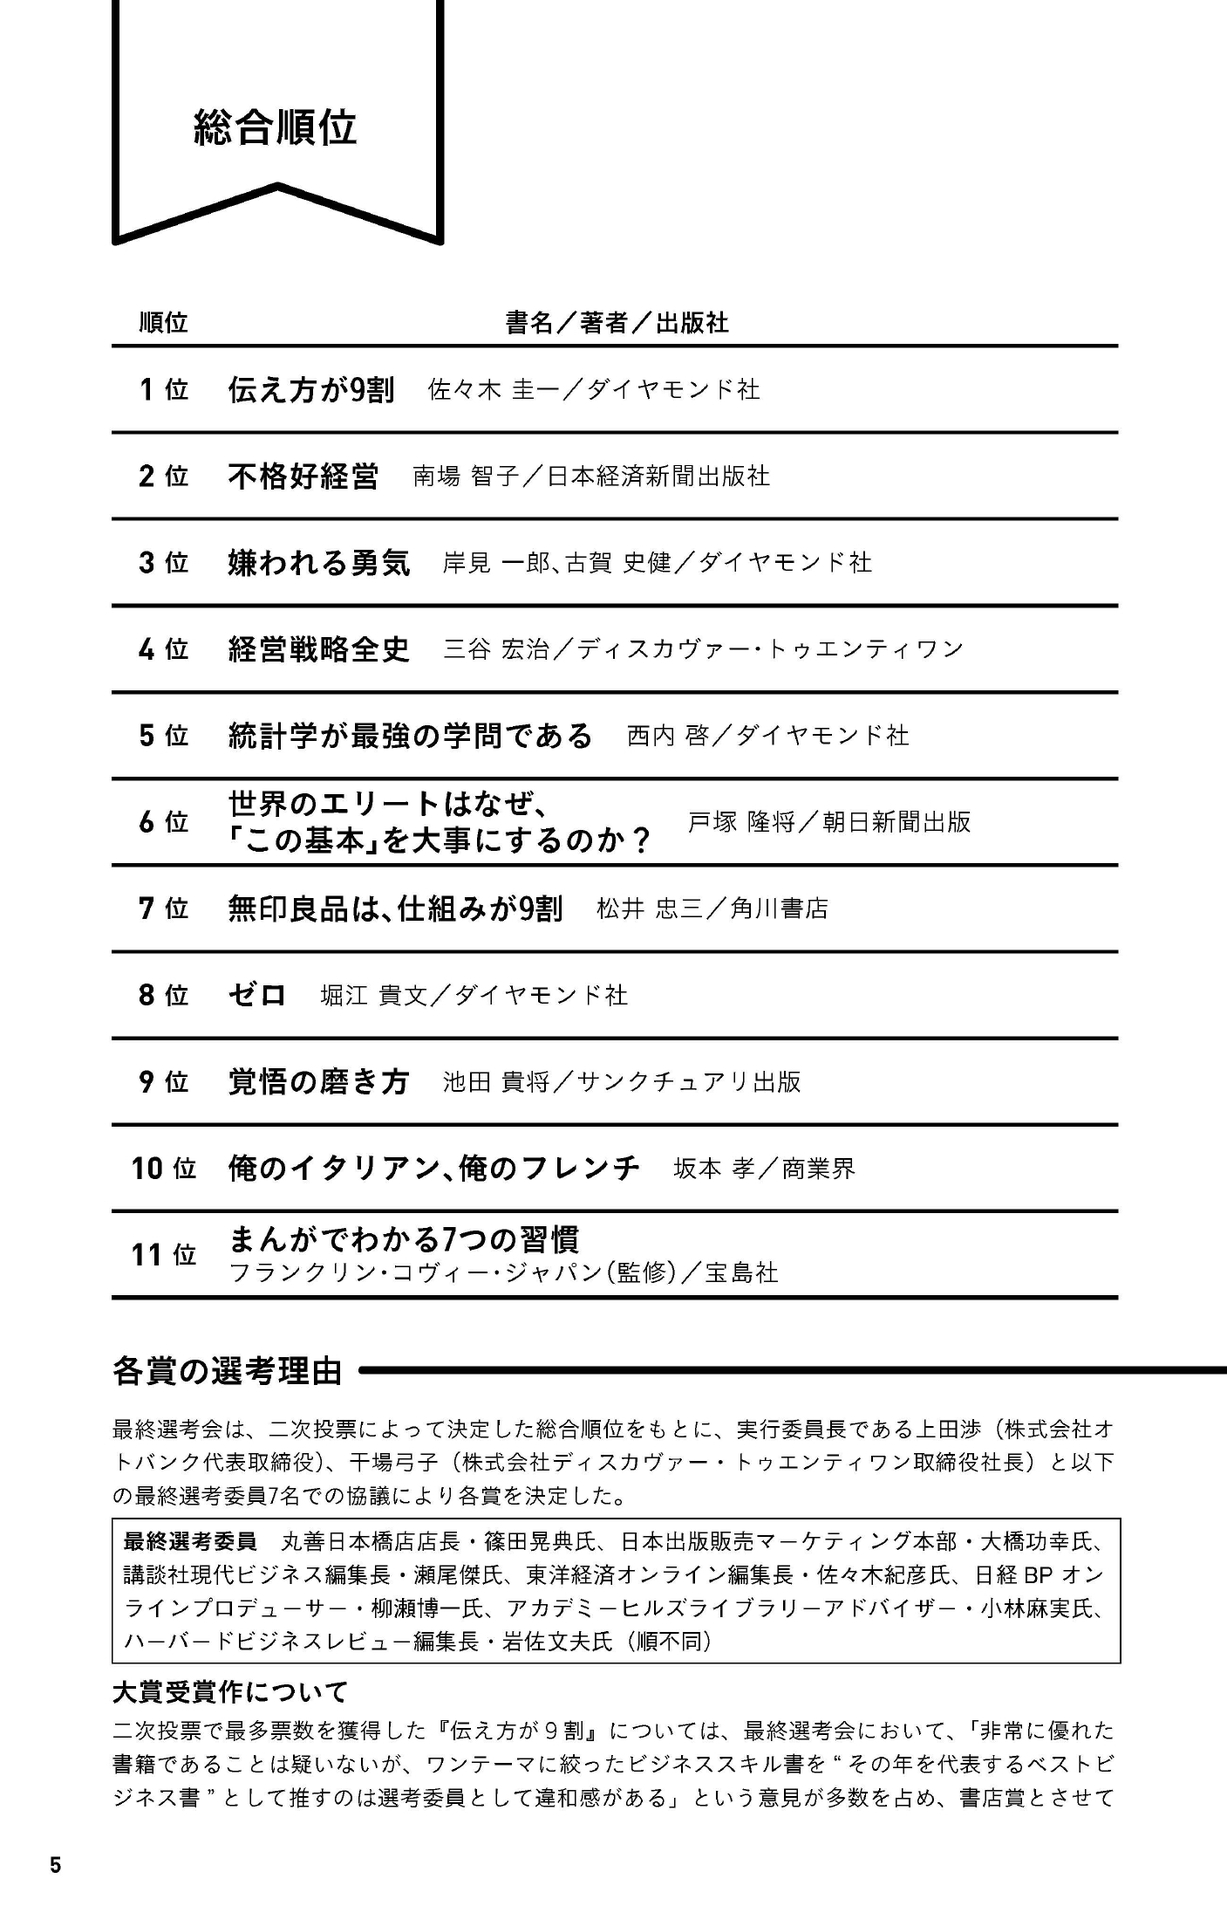 総合順位
順位 書名／著者／出版社
1 位 伝え方が9割 佐々木 圭一／ダイヤモンド社
2 位 不格好経営 南場 智子／日本経済新聞出版社
3 位 嫌われる勇気 岸見 一郎、古賀 史健／ダイヤモンド社
4 位 経営戦略全史 三谷 宏治／ディスカヴァー・トゥエンティワン
5 位 統計学が最強の学問である 西内 啓／ダイヤモンド社
6 位 世界のエリートはなぜ、
「この基本」を大事にするのか？ 戸塚 隆将／朝日新聞出版
7 位 無印良品は、仕組みが9割 松井 忠三／角川書店
8 位 ゼロ 堀江 貴文／ダイヤモンド社
9 位 覚悟の磨き方 池田 貴将／サンクチュアリ出版
10 位 俺のイタリアン、俺のフレンチ 坂本 孝／商業界
11 位 まんがでわかる7つの習慣
フランクリン・コヴィー・ジャパン（監修）／宝島社
各賞の選考理由
最終選考会は、二次投票によって決定した総合順位をもとに、実行委員長である上田渉（株式会社オ
トバンク代表取締役）、干場弓子（株式会社ディスカヴァー・トゥエンティワン取締役社長）と以下
の最終選考委員7名での協議により各賞を決定した。
最終選考委員　丸善日本橋店店長・篠田晃典氏、日本出版販売マーケティング本部・大橋功幸氏、
講談社現代ビジネス編集長・瀬尾傑氏、東洋経済オンライン編集長・佐々木紀彦氏、日経 BP オン
ラインプロデューサー・柳瀬博一氏、アカデミーヒルズライブラリーアドバイザー・小林麻実氏、
ハーバードビジネスレビュー編集長・岩佐文夫氏（順不同）
大賞受賞作について
二次投票で最多票数を獲得した『伝え方が９割』については、最終選考会において、「非常に優れた
書籍であることは疑いないが、ワンテーマに絞ったビジネススキル書を “ その年を代表するベストビ
ジネス書 ” として推すのは選考委員として違和感がある」という意見が多数を占め、書店賞とさせて
5